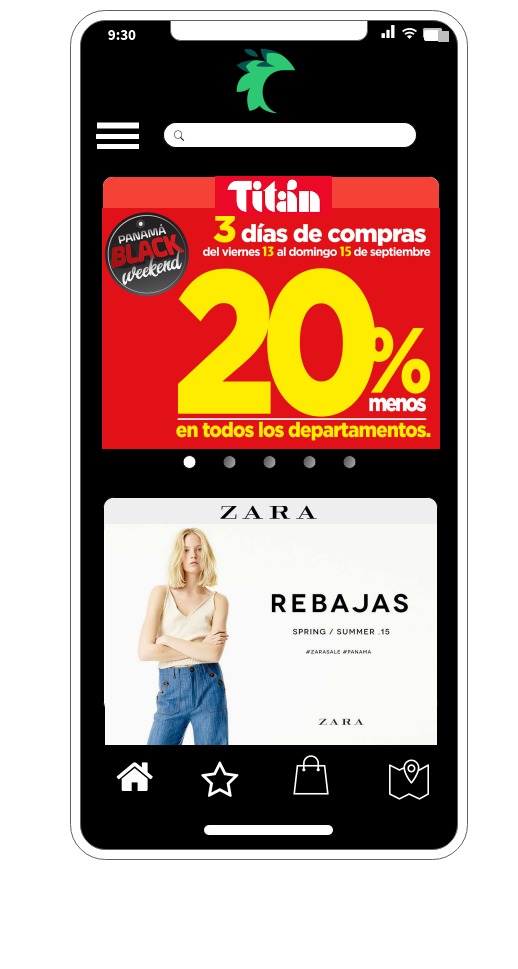 9:30
Titán
PANAMÁ
BLACK
weekend
3 días de compras
del viernes 13 al domingo 15 de septiembre
20%
menos
en todos los departamentos.
ZARA
REBAJAS
SPRING / SUMMER .15
#ZARASALE #PANAMA
ZARA